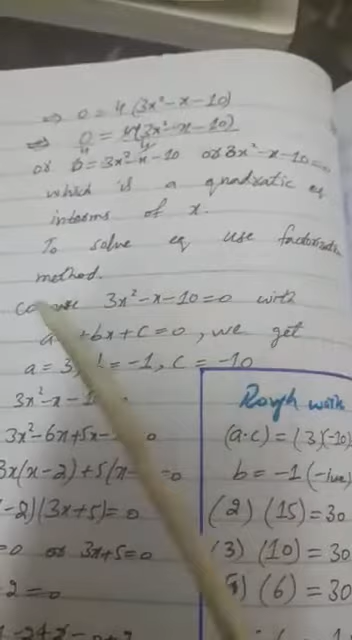 ⇒ 0 = 4(3x²-x-10)
⇒ 0 = 4(3x²-x-10)
4 4
or 0 = 3x²-x-10 or 3x²-x-10=0
which is a quadratic eq
interms of x.
To solve eq use factorization
method.
3x²-x-10=0 with
+bx+c=0, we get
a = 3, = -1, c = -10
3x²-x-1
3x²-6x+5x- 0
3x(x-2)+5(x- =0
-2)(3x+5)=0
=0 or 3x+5=0
-2=0
Rough work
(a.c) = (3)(-10)
b = -1 (-ive)
(2) (15) = 30
(3) (10) = 30
(5) (6) = 30